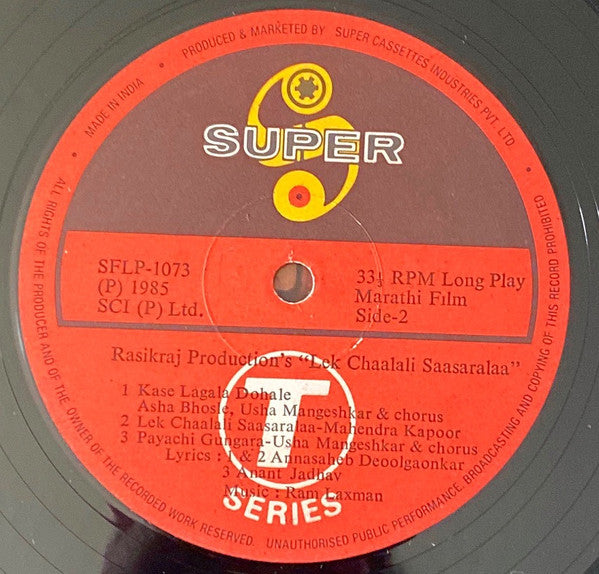 PRODUCED & MARKETED BY SUPER CASSETTES INDUSTRIES PVT. LTD
MADE IN INDIA
SUPER
SFLP-1073
(P) 1985
SCI (P) Ltd.
33⅓ RPM Long Play
Marathi Film
Side-2
Rasikraj Production's "Lek Chaalali Saasaralaa"
1 Kase Lagala Dohale
Asha Bhosle, Usha Mangeshkar & chorus
2 Lek Chaalali Saasaralaa-Mahendra Kapoor
3 Payachi Gungara-Usha Mangeshkar & chorus
Lyrics : 1 & 2 Annasaheb Deoolgaonkar
3 Anant Jadhav
Music : Ram Laxman
T
SERIES
ALL RIGHTS OF THE PRODUCER AND OF THE OWNER OF THE RECORDED WORK RESERVED. UNAUTHORISED PUBLIC PERFORMANCE, BROADCASTING AND COPYING OF THIS RECORD PROHIBITED